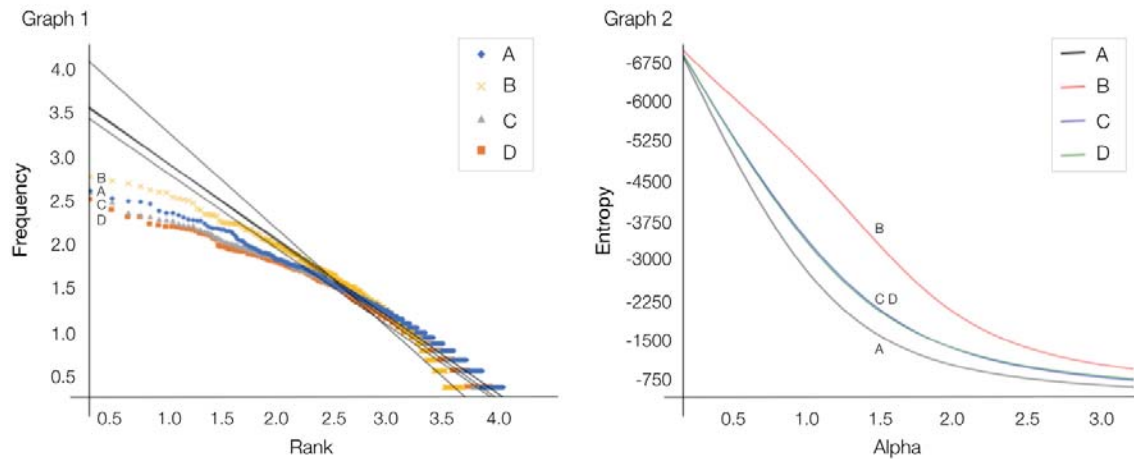 Graph 1
4.0
3.5
3.0
2.5
2.0
1.5
1.0
0.5
Frequency
B
A
C
D
A
B
C
D
0.5 1.0 1.5 2.0 2.5 3.0 3.5 4.0
Rank
Graph 2
-6750
-6000
-5250
-4500
-3750
-3000
-2250
-1500
-750
Entropy
B
C D
A
A
B
C
D
0.5 1.0 1.5 2.0 2.5 3.0
Alpha